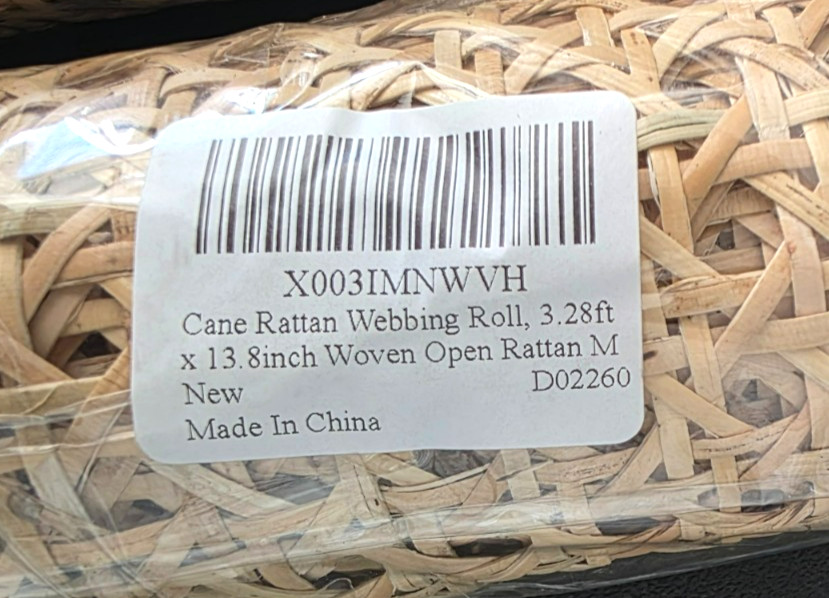 X003IMNWVH
Cane Rattan Webbing Roll, 3.28ft
x 13.8inch Woven Open Rattan M
New D02260
Made In China